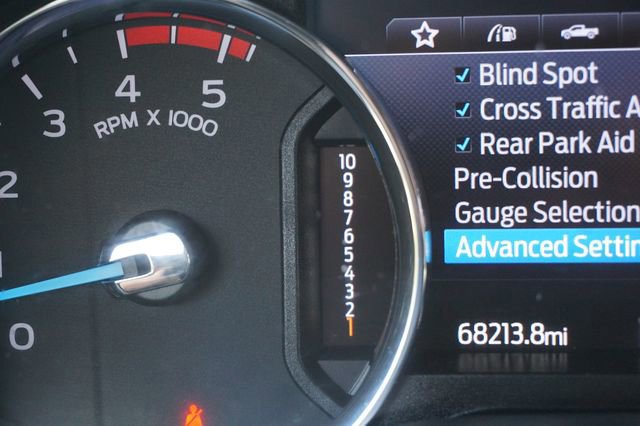 4 5
3
RPM X 1000
2
1
0
10
9
8
7
6
5
4
3
2
1
Blind Spot
Cross Traffic A
Rear Park Aid
Pre-Collision
Gauge Selection
Advanced Settin
68213.8mi